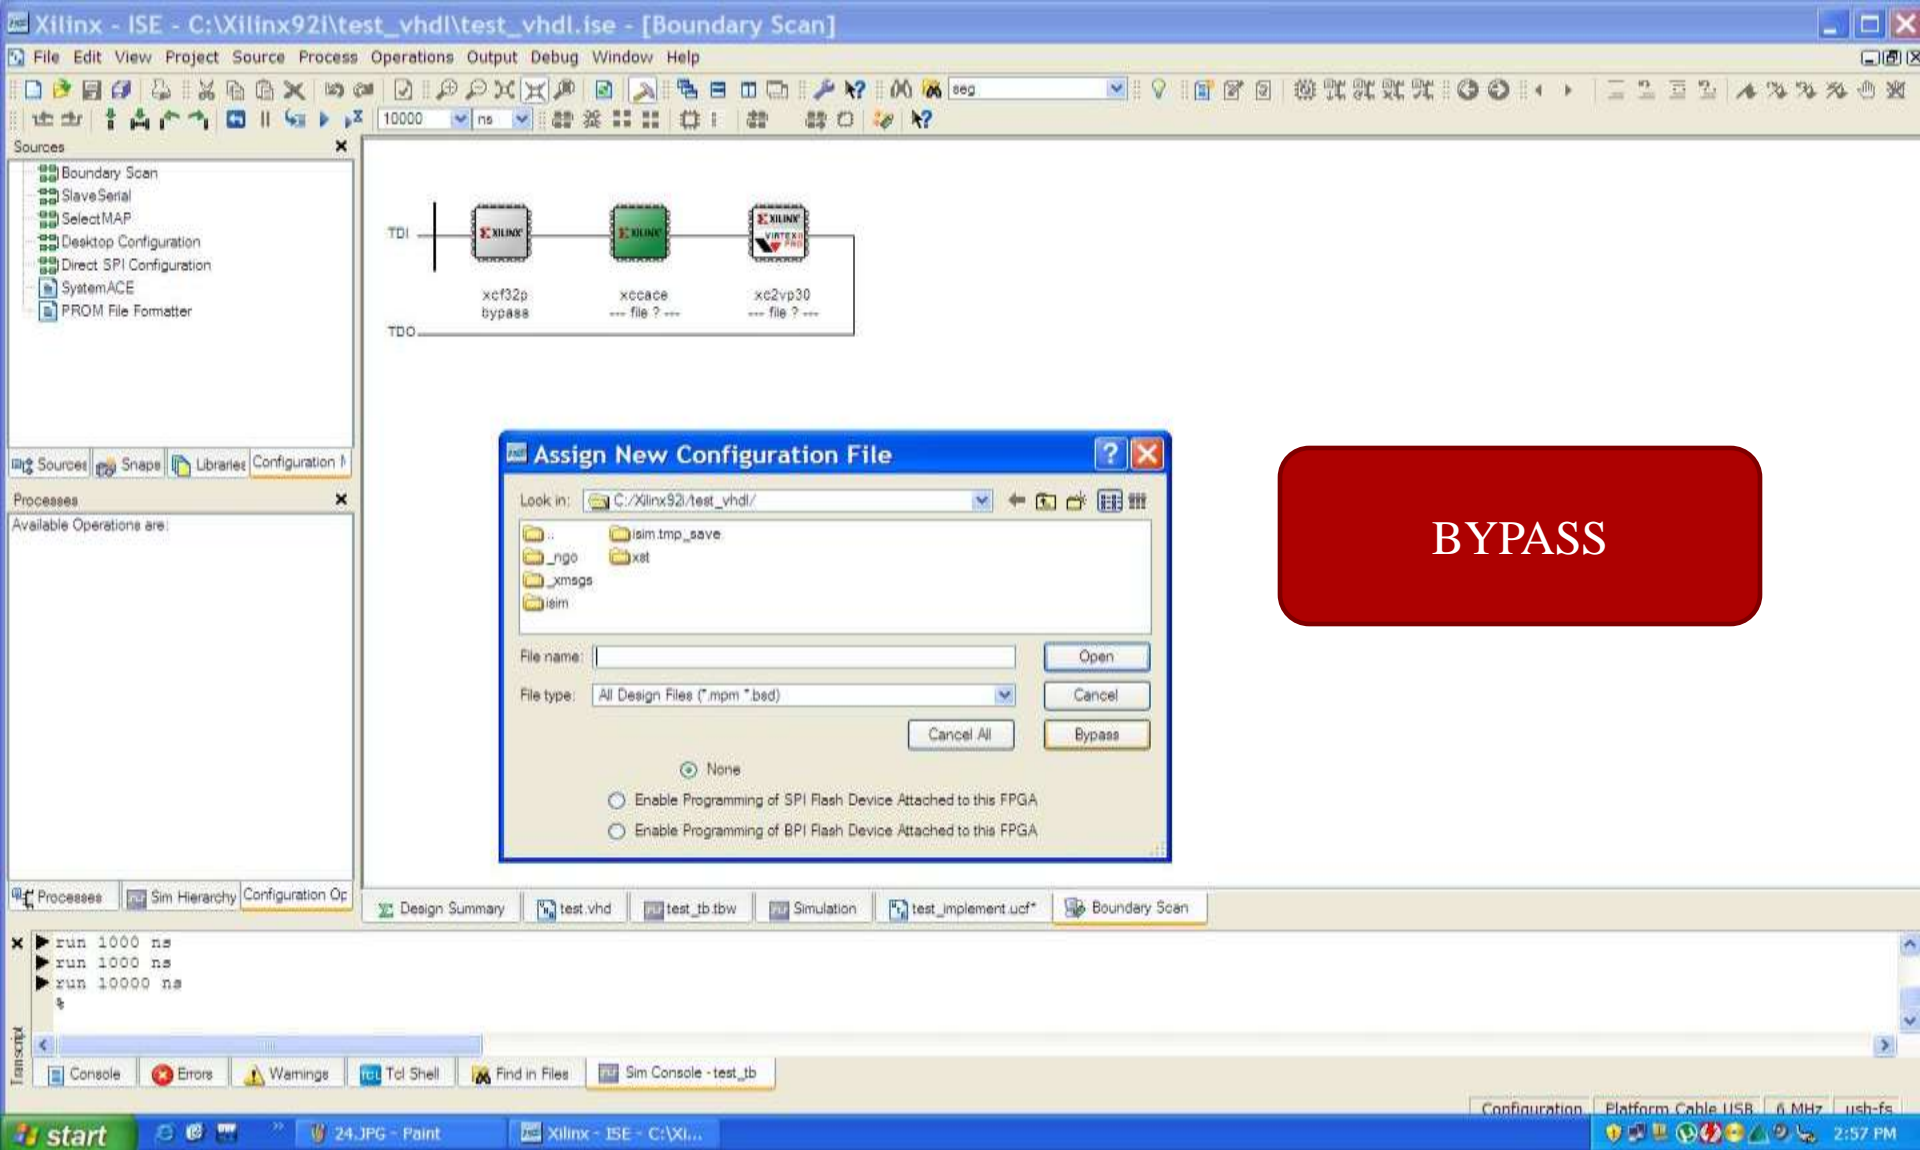 Xilinx - ISE - C:\Xilinx92i\test_vhdl\test_vhdl.ise - [Boundary Scan]
File Edit View Project Source Process Operations Output Debug Window Help
seg
10000 ns
Sources
Boundary Scan
SlaveSerial
SelectMAP
Desktop Configuration
Direct SPI Configuration
SystemACE
PROM File Formatter
Sources Snaps Libraries Configuration M
Processes
Available Operations are:
Processes Sim Hierarchy Configuration Op
TDI
XILINX
XILINX
XILINX
VIRTEX II
PRO
xcf32p
bypass
xccace
--- file ? ---
xc2vp30
--- file ? ---
TDO
Assign New Configuration File
Look in: C:/Xilinx92i/test_vhdl/
..
_ngo
_xmsgs
isim
isim.tmp_save
xst
File name:
Open
File type: All Design Files (*.mpm *.bsd)
Cancel
Cancel All
Bypass
None
Enable Programming of SPI Flash Device Attached to this FPGA
Enable Programming of BPI Flash Device Attached to this FPGA
BYPASS
Design Summary test.vhd test_tb.tbw Simulation test_implement.ucf* Boundary Scan
run 1000 ns
run 1000 ns
run 10000 ns
%
Transcript
Console Errors Warnings Tcl Shell Find in Files Sim Console - test_tb
Configuration Platform Cable USB 6 MHz usb-fs
start
24.JPG - Paint
Xilinx - ISE - C:\Xi...
2:57 PM